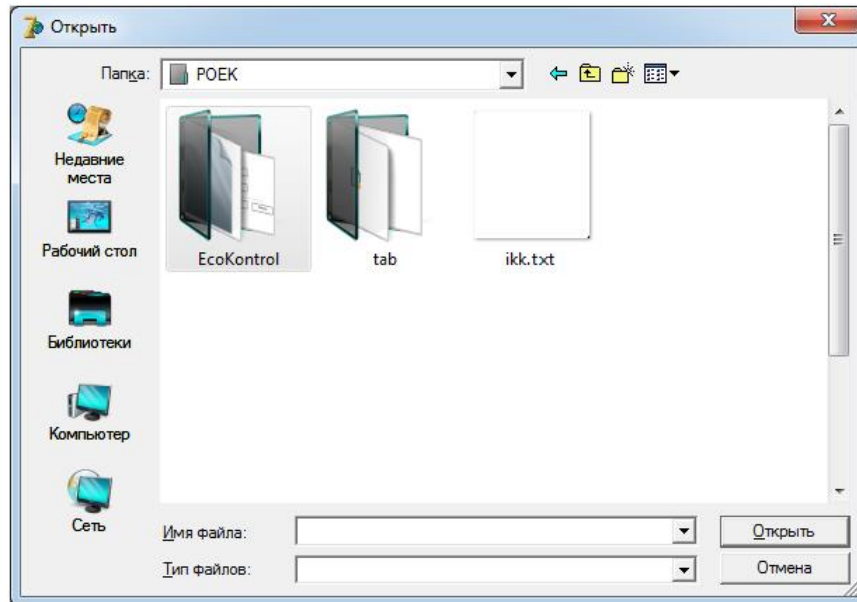 Открыть
Папка:
POEK
Недавние
места
Рабочий стол
Библиотеки
Компьютер
Сеть
EcoKontrol
tab
ikk.txt
Имя файла:
Открыть
Тип файлов:
Отмена